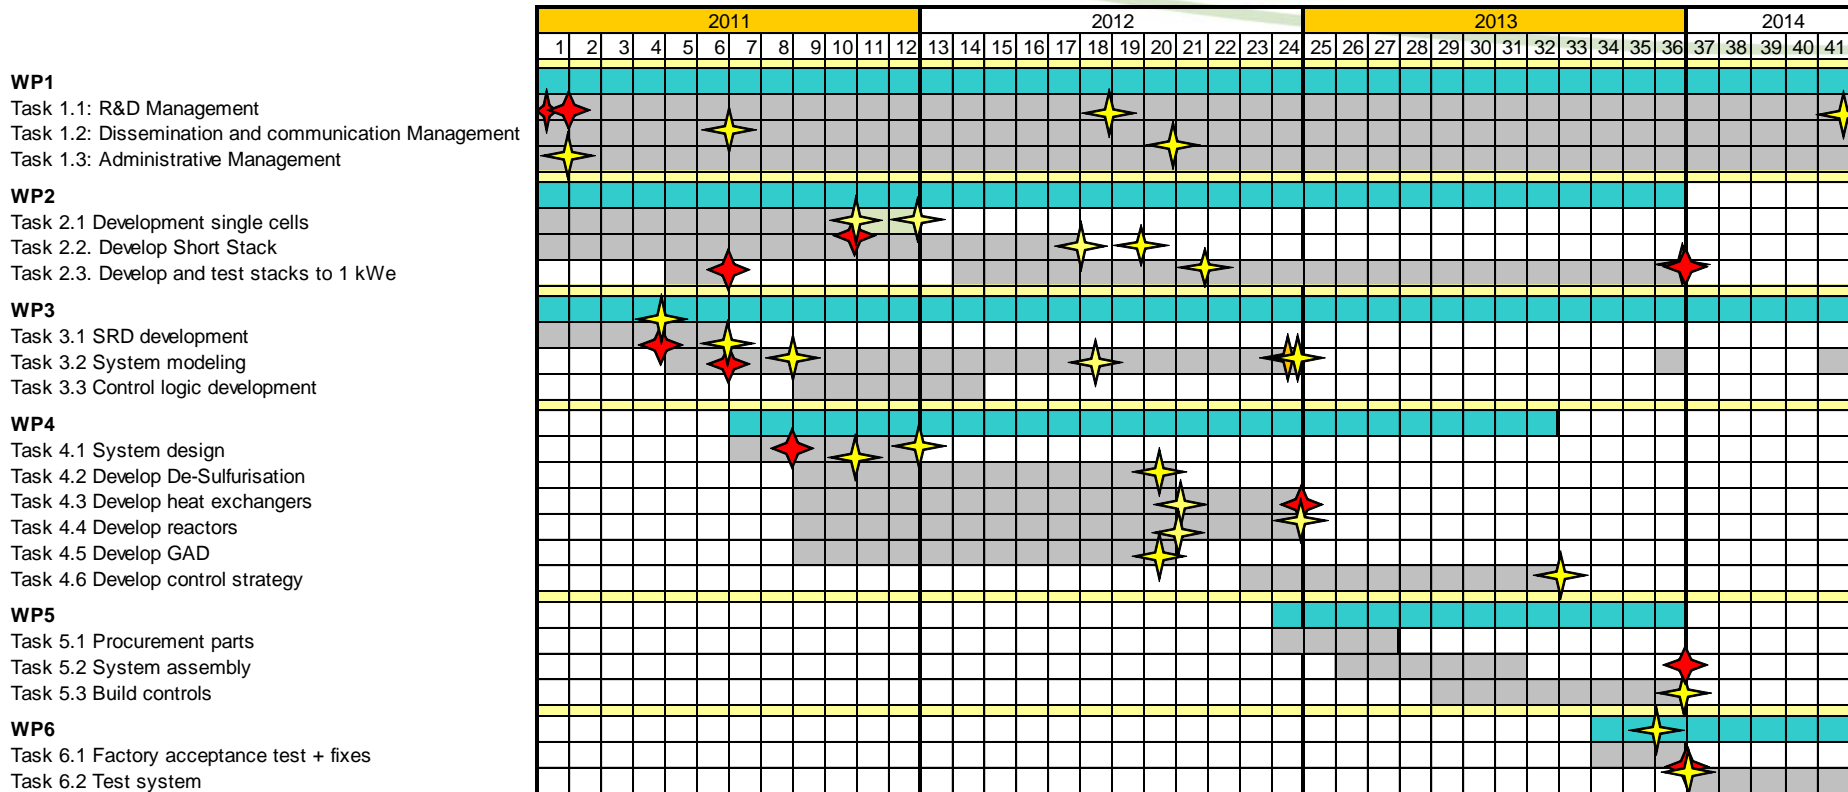 2011 2012 2013 2014
1 2 3 4 5 6 7 8 9 10 11 12 13 14 15 16 17 18 19 20 21 22 23 24 25 26 27 28 29 30 31 32 33 34 35 36 37 38 39 40 41
WP1
Task 1.1: R&D Management
Task 1.2: Dissemination and communication Management
Task 1.3: Administrative Management
WP2
Task 2.1 Development single cells
Task 2.2. Develop Short Stack
Task 2.3. Develop and test stacks to 1 kWe
WP3
Task 3.1 SRD development
Task 3.2 System modeling
Task 3.3 Control logic development
WP4
Task 4.1 System design
Task 4.2 Develop De-Sulfurisation
Task 4.3 Develop heat exchangers
Task 4.4 Develop reactors
Task 4.5 Develop GAD
Task 4.6 Develop control strategy
WP5
Task 5.1 Procurement parts
Task 5.2 System assembly
Task 5.3 Build controls
WP6
Task 6.1 Factory acceptance test + fixes
Task 6.2 Test system